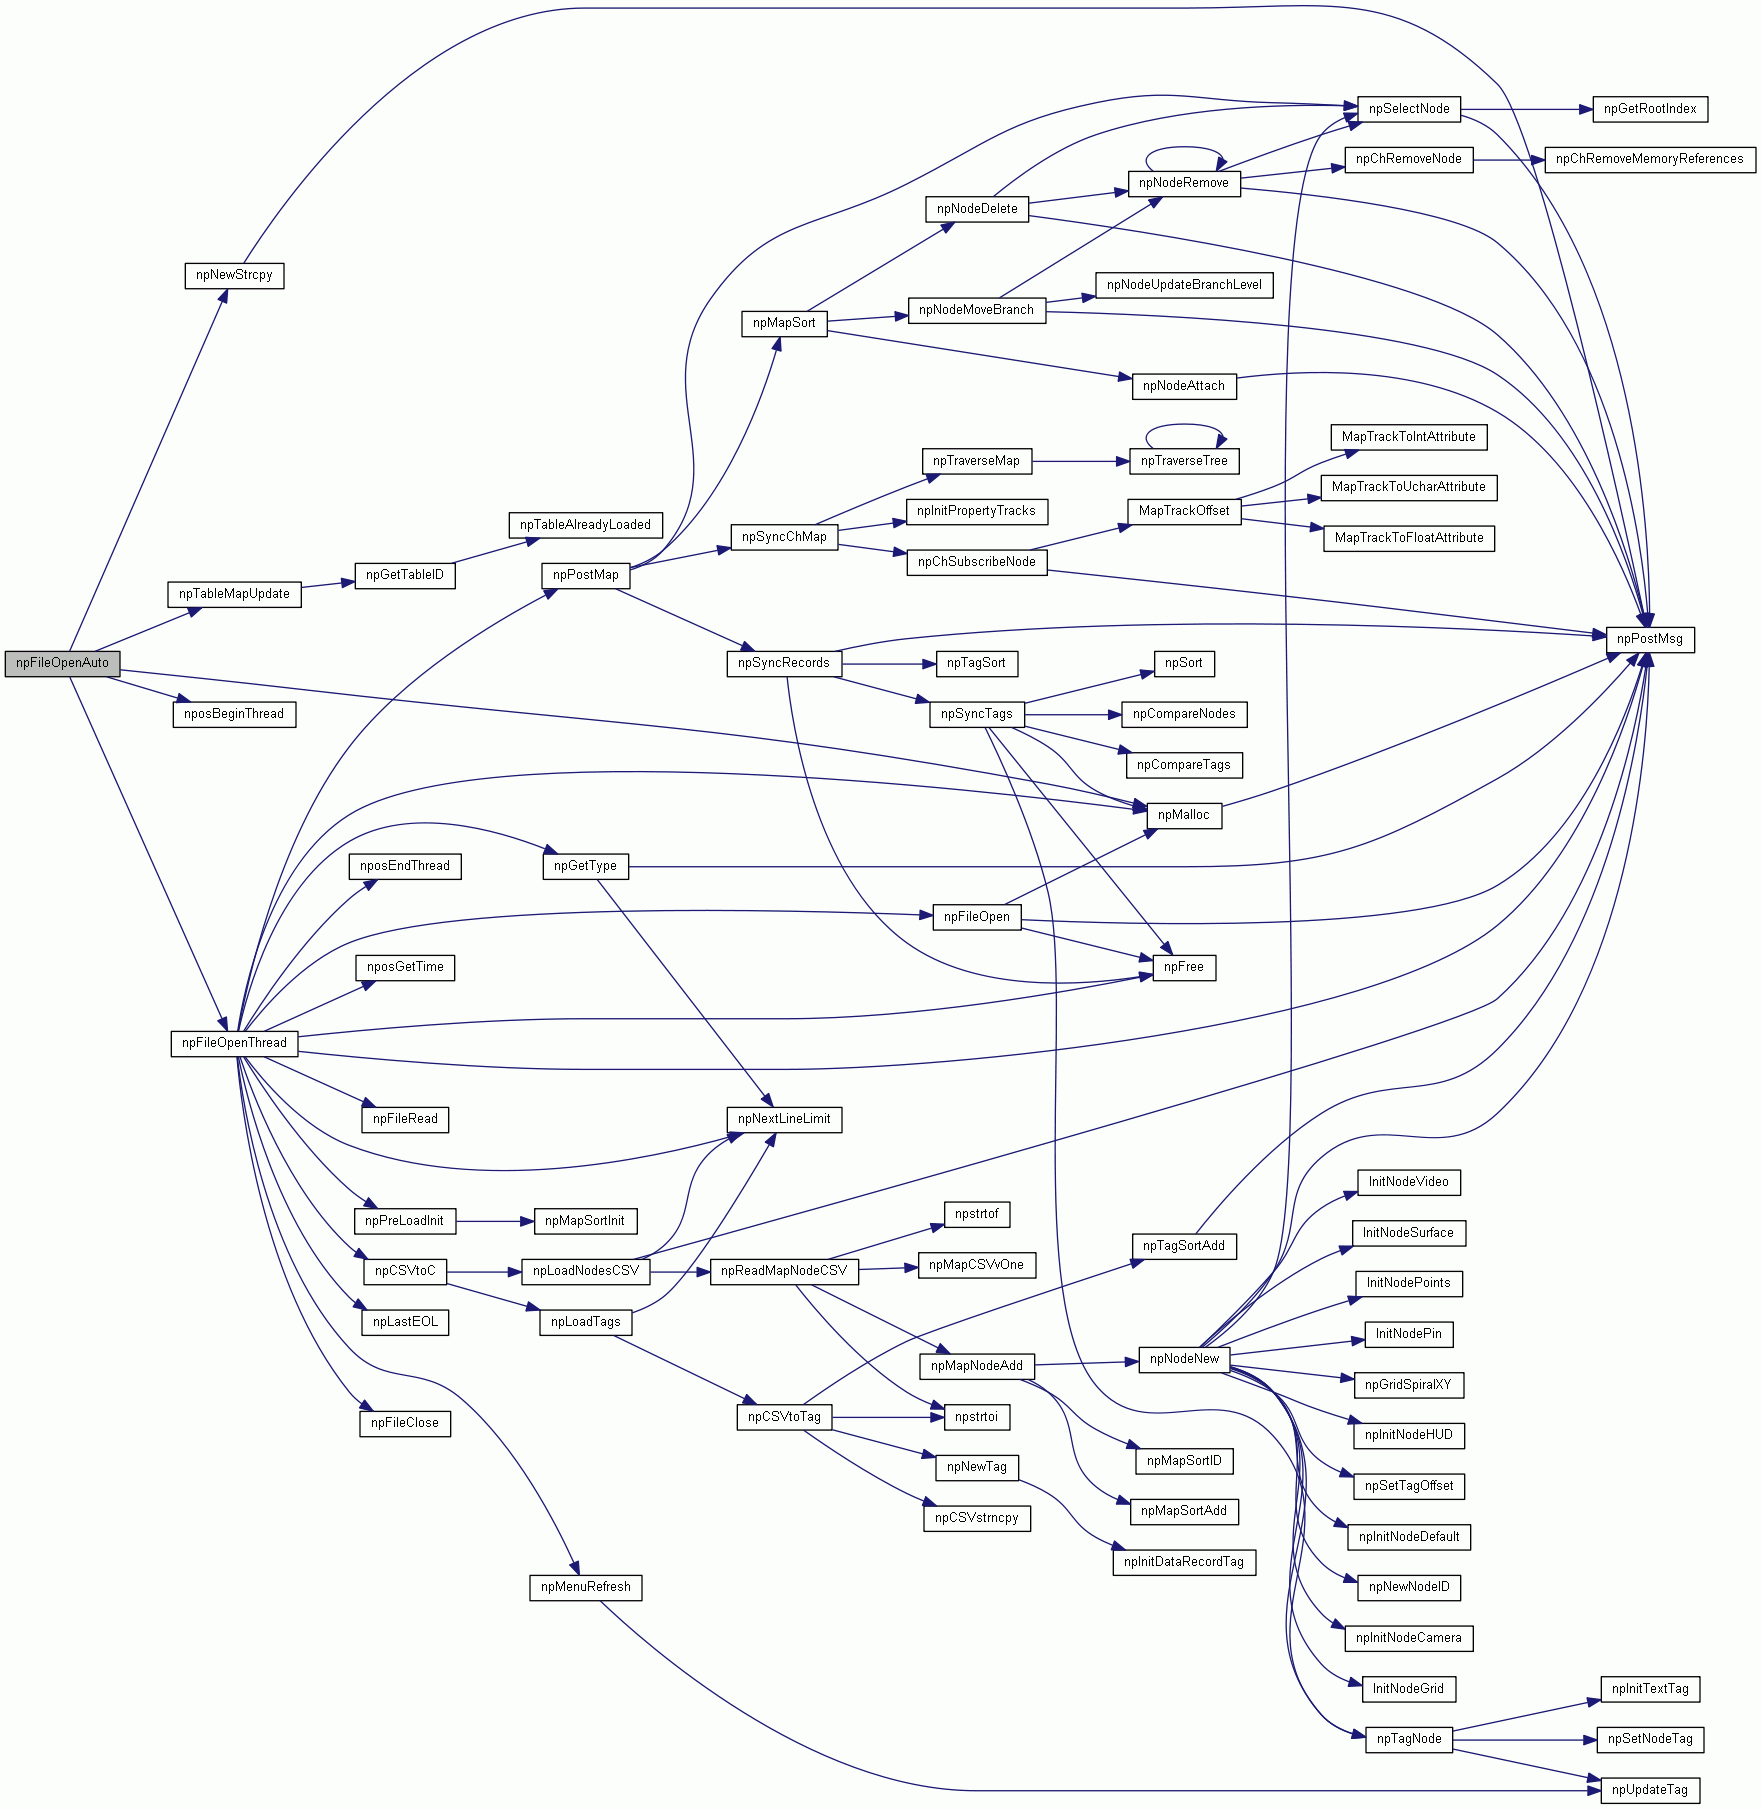 npFileOpenAuto
npNewStrcpy
npTableMapUpdate
nposBeginThread
npFileOpenThread
npGetTableID
nposEndThread
nposGetTime
npFileRead
npPreLoadInit
npCSVtoC
npLastEOL
npFileClose
npTableAlreadyLoaded
npPostMap
npGetType
npMapSortInit
npLoadNodesCSV
npLoadTags
npMenuRefresh
npMapSort
npSyncChMap
npSyncRecords
npNextLineLimit
npReadMapNodeCSV
npCSVtoTag
npNodeDelete
npNodeMoveBranch
npTraverseMap
npInitPropertyTracks
npChSubscribeNode
npTagSort
npSyncTags
npFileOpen
npstrtof
npMapCSVvOne
npMapNodeAdd
npstrtoi
npNewTag
npCSVstrncpy
npNodeRemove
npNodeUpdateBranchLevel
npNodeAttach
npTraverseTree
MapTrackOffset
npSort
npCompareNodes
npCompareTags
npMalloc
npFree
npTagSortAdd
npNodeNew
npMapSortID
npMapSortAdd
npInitDataRecordTag
npSelectNode
npChRemoveNode
MapTrackToIntAttribute
MapTrackToUcharAttribute
MapTrackToFloatAttribute
InitNodeVideo
InitNodeSurface
InitNodePoints
InitNodePin
npGridSpiralXY
npInitNodeHUD
npSetTagOffset
npInitNodeDefault
npNewNodeID
npInitNodeCamera
InitNodeGrid
npTagNode
npGetRootIndex
npChRemoveMemoryReferences
npPostMsg
npInitTextTag
npSetNodeTag
npUpdateTag